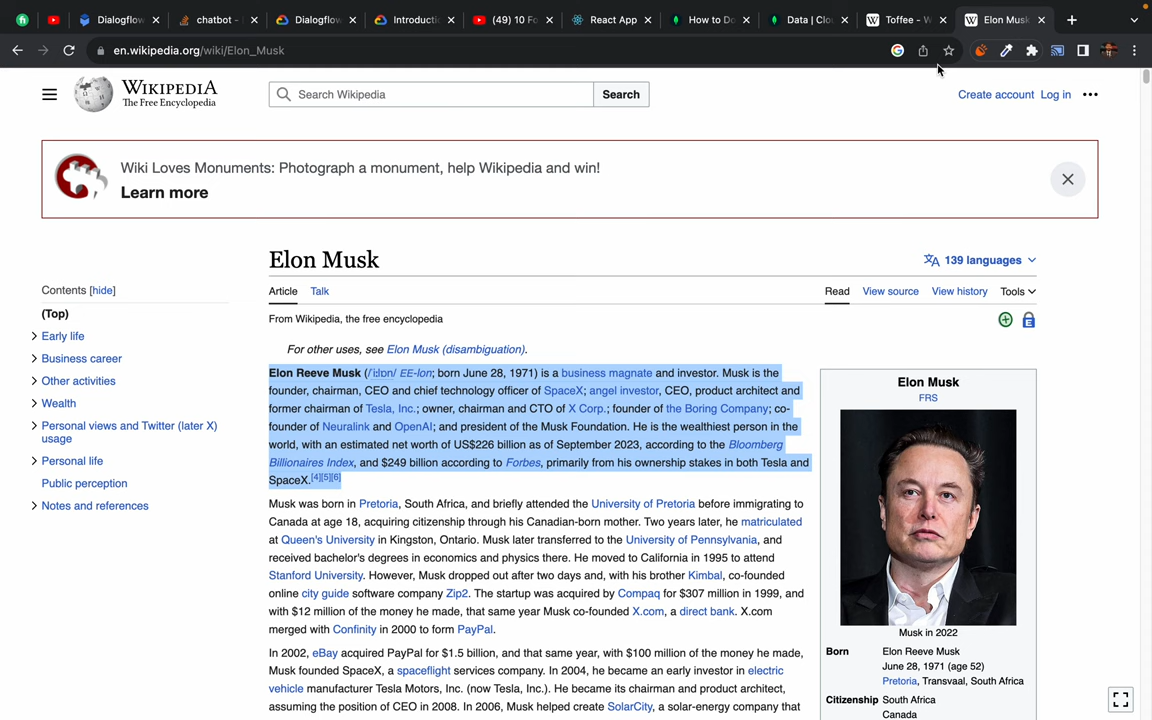 Dialogflow
chatbot -
Dialogflow
Introducti
(49) 10 Fo
React App
How to Do
Data | Clou
Toffee - W
Elon Musk
en.wikipedia.org/wiki/Elon_Musk
WIKIPEDIA
The Free Encyclopedia
Search Wikipedia
Search
Create account Log in
Wiki Loves Monuments: Photograph a monument, help Wikipedia and win!
Learn more
Elon Musk
139 languages
Article Talk
Read View source View history Tools
From Wikipedia, the free encyclopedia
Contents [hide]
(Top)
Early life
Business career
Other activities
Wealth
Personal views and Twitter (later X)
usage
Personal life
Public perception
Notes and references
For other uses, see Elon Musk (disambiguation).
Elon Reeve Musk (/ˈiːlɒn/ EE-lon; born June 28, 1971) is a business magnate and investor. Musk is the
founder, chairman, CEO and chief technology officer of SpaceX; angel investor, CEO, product architect and
former chairman of Tesla, Inc.; owner, chairman and CTO of X Corp.; founder of the Boring Company; co-
founder of Neuralink and OpenAI; and president of the Musk Foundation. He is the wealthiest person in the
world, with an estimated net worth of US$226 billion as of September 2023, according to the Bloomberg
Billionaires Index, and $249 billion according to Forbes, primarily from his ownership stakes in both Tesla and
SpaceX.[4][5][6]
Musk was born in Pretoria, South Africa, and briefly attended the University of Pretoria before immigrating to
Canada at age 18, acquiring citizenship through his Canadian-born mother. Two years later, he matriculated
at Queen's University in Kingston, Ontario. Musk later transferred to the University of Pennsylvania, and
received bachelor's degrees in economics and physics there. He moved to California in 1995 to attend
Stanford University. However, Musk dropped out after two days and, with his brother Kimbal, co-founded
online city guide software company Zip2. The startup was acquired by Compaq for $307 million in 1999, and
with $12 million of the money he made, that same year Musk co-founded X.com, a direct bank. X.com
merged with Confinity in 2000 to form PayPal.
In 2002, eBay acquired PayPal for $1.5 billion, and that same year, with $100 million of the money he made,
Musk founded SpaceX, a spaceflight services company. In 2004, he became an early investor in electric
vehicle manufacturer Tesla Motors, Inc. (now Tesla, Inc.). He became its chairman and product architect,
assuming the position of CEO in 2008. In 2006, Musk helped create SolarCity, a solar-energy company that
Elon Musk
FRS
Musk in 2022
Born Elon Reeve Musk
June 28, 1971 (age 52)
Pretoria, Transvaal, South Africa
Citizenship South Africa
Canada